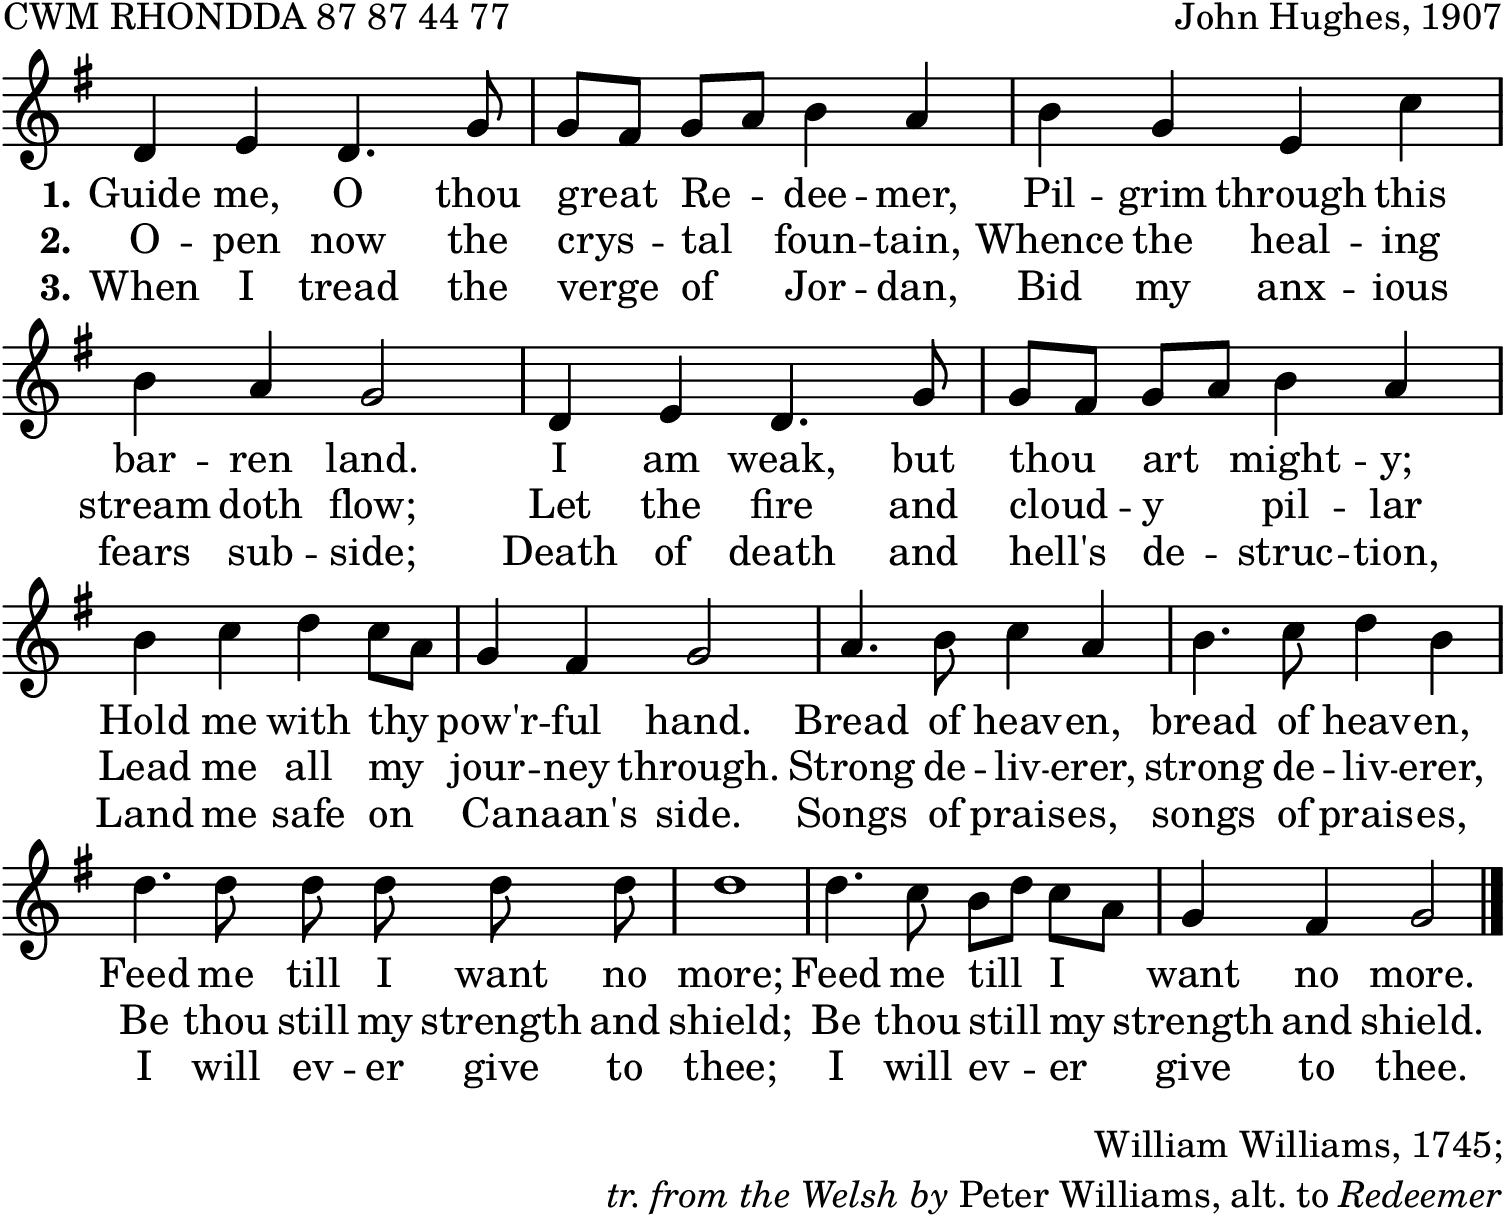 CWM RHONDDA 87 87 44 77
John Hughes, 1907
1. Guide me, O thou great Re - dee - mer, Pil - grim through this
2. O - pen now the crys - tal foun - tain, Whence the heal - ing
3. When I tread the verge of Jor - dan, Bid my anx - ious
bar - ren land. I am weak, but thou art might - y;
stream doth flow; Let the fire and cloud - y pil - lar
fears sub - side; Death of death and hell's de - struc - tion,
Hold me with thy pow'r - ful hand. Bread of heaven, bread of heaven,
Lead me all my jour - ney through. Strong de - liv - erer, strong de - liv - erer,
Land me safe on Canaan's side. Songs of praises, songs of praises,
Feed me till I want no more; Feed me till I want no more.
Be thou still my strength and shield; Be thou still my strength and shield.
I will ev - er give to thee; I will ev - er give to thee.
William Williams, 1745;
tr. from the Welsh by Peter Williams, alt. to Redeemer